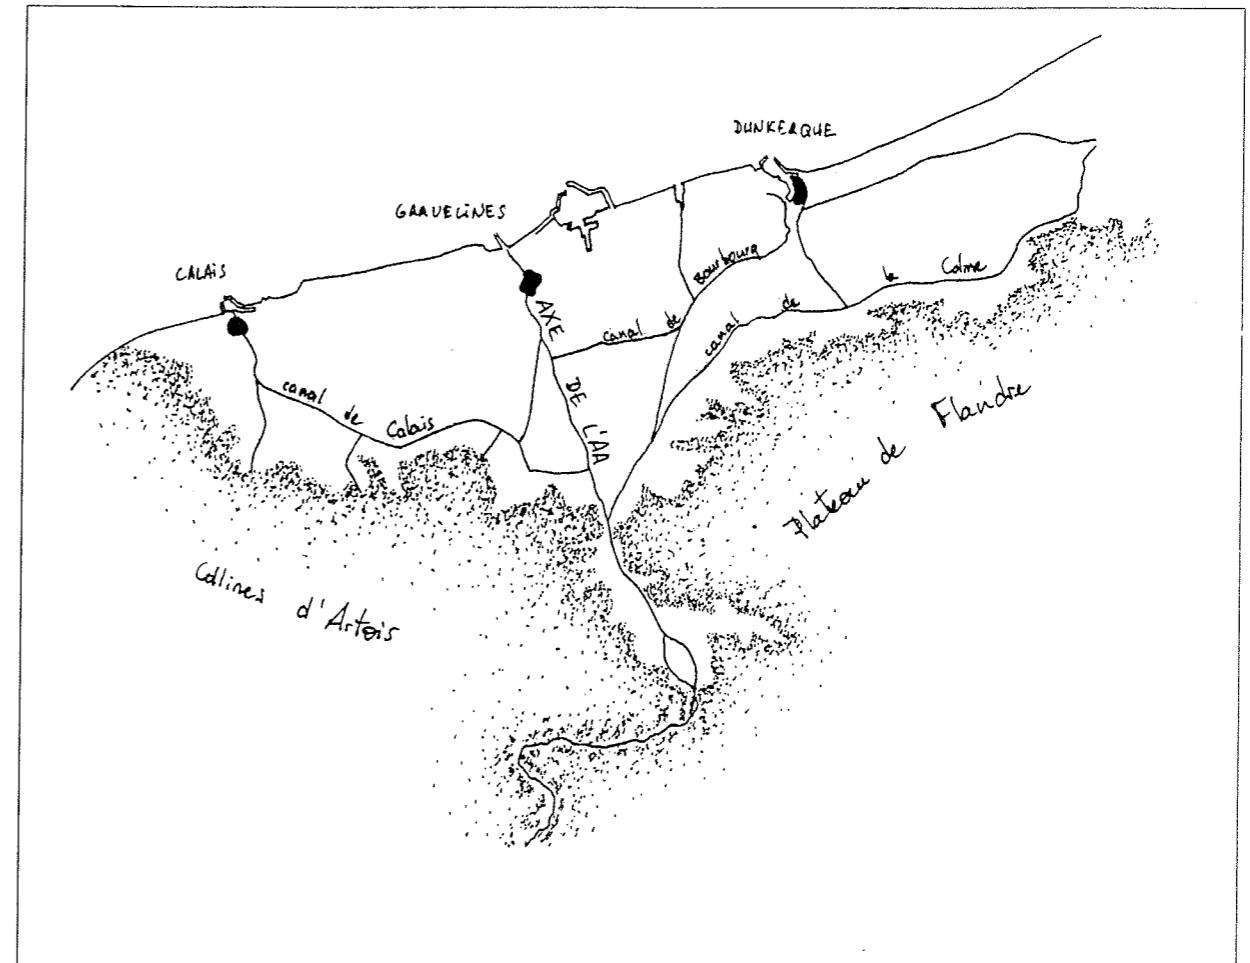 DUNKERQUE
GRAVELINES
CALAIS
Bourbourg
canal de
AXE
DE L'AA
canal de la Colme
canal de Calais
Plateau de Flandre
Collines d'Artois